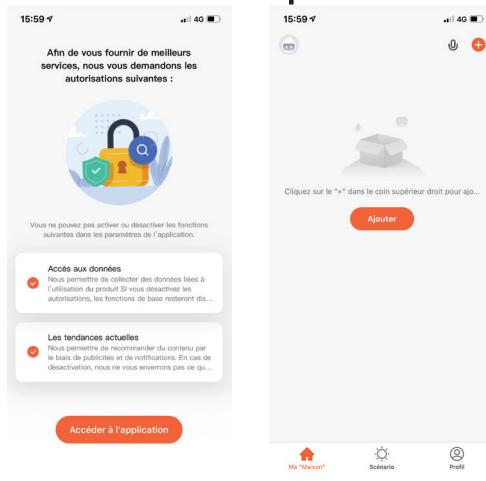 15:59
4G
Afin de vous fournir de meilleurs
services, nous vous demandons les
autorisations suivantes :
Vous ne pouvez pas activer ou désactiver les fonctions
suivantes dans les paramètres de l'application.
Accès aux données
Nous permettre de collecter des données liées à
l'utilisation du produit Si vous désactivez les
autorisations, les fonctions de base resteront dis...
Les tendances actuelles
Nous permettre de recommander du contenu par
le biais de publicités et de notifications. En cas de
désactivation, nous ne vous enverrons pas ce qu...
Accéder à l'application
15:59
4G
Cliquez sur le "+" dans le coin supérieur droit pour ajo...
Ajouter
Ma "Maison"
Scénario
Profil